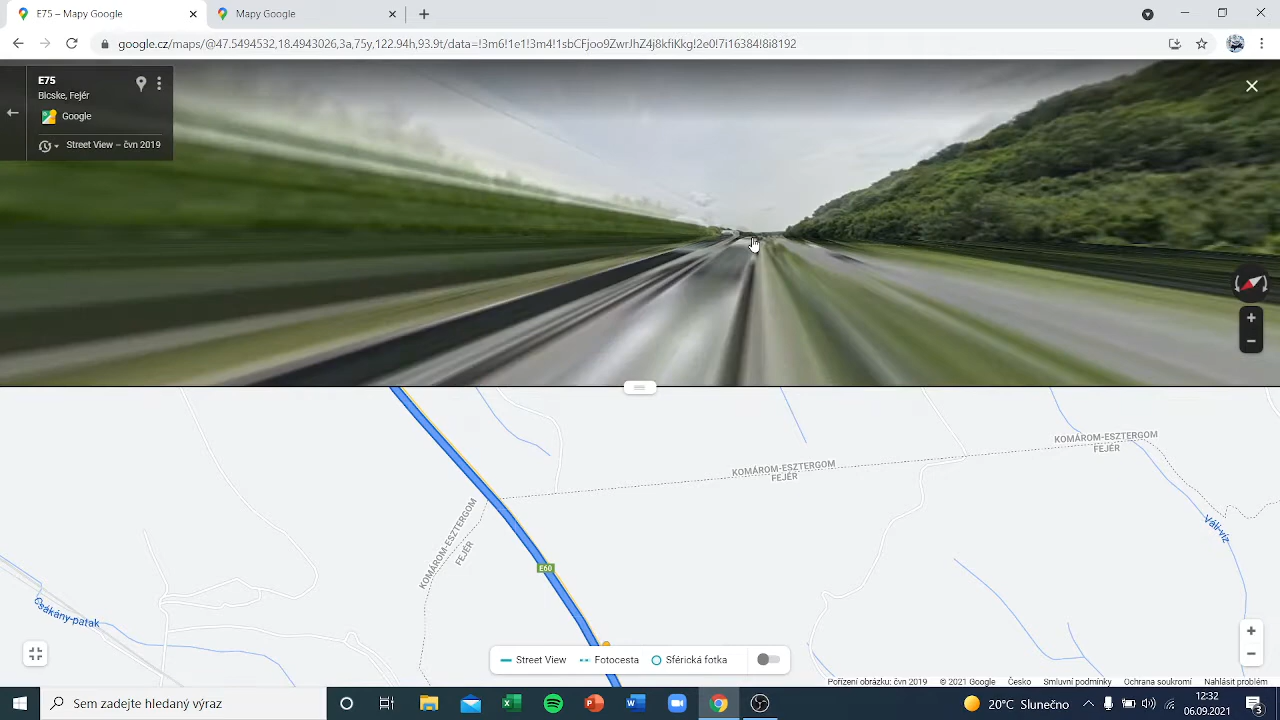 E75 – Mapy Google
Mapy Google
google.cz/maps/@47.5494532,18.4943026,3a,75y,122.94h,93.9t/data=!3m6!1e1!3m4!1sbCFjoo9ZwrJhZ4j8kfiKkg!2e0!7i16384!8i8192
E75
Bicske, Fejér
Google
Street View – čvn 2019
KOMÁROM-ESZTERGOM
FEJÉR
KOMÁROM-ESZTERGOM
FEJÉR
KOMÁROM-ESZTERGOM
FEJÉR
Váli-víz
E60
Csákány-patak
Street View
Fotocesta
Sférická fotka
Pořízení obrázku: čvn 2019 © 2021 Google Česko Smluvní podmínky Ochrana soukromí Nahlásit problém
Sem zadejte hledaný výraz
20°C Slunečno
12:32
06.09.2021
3